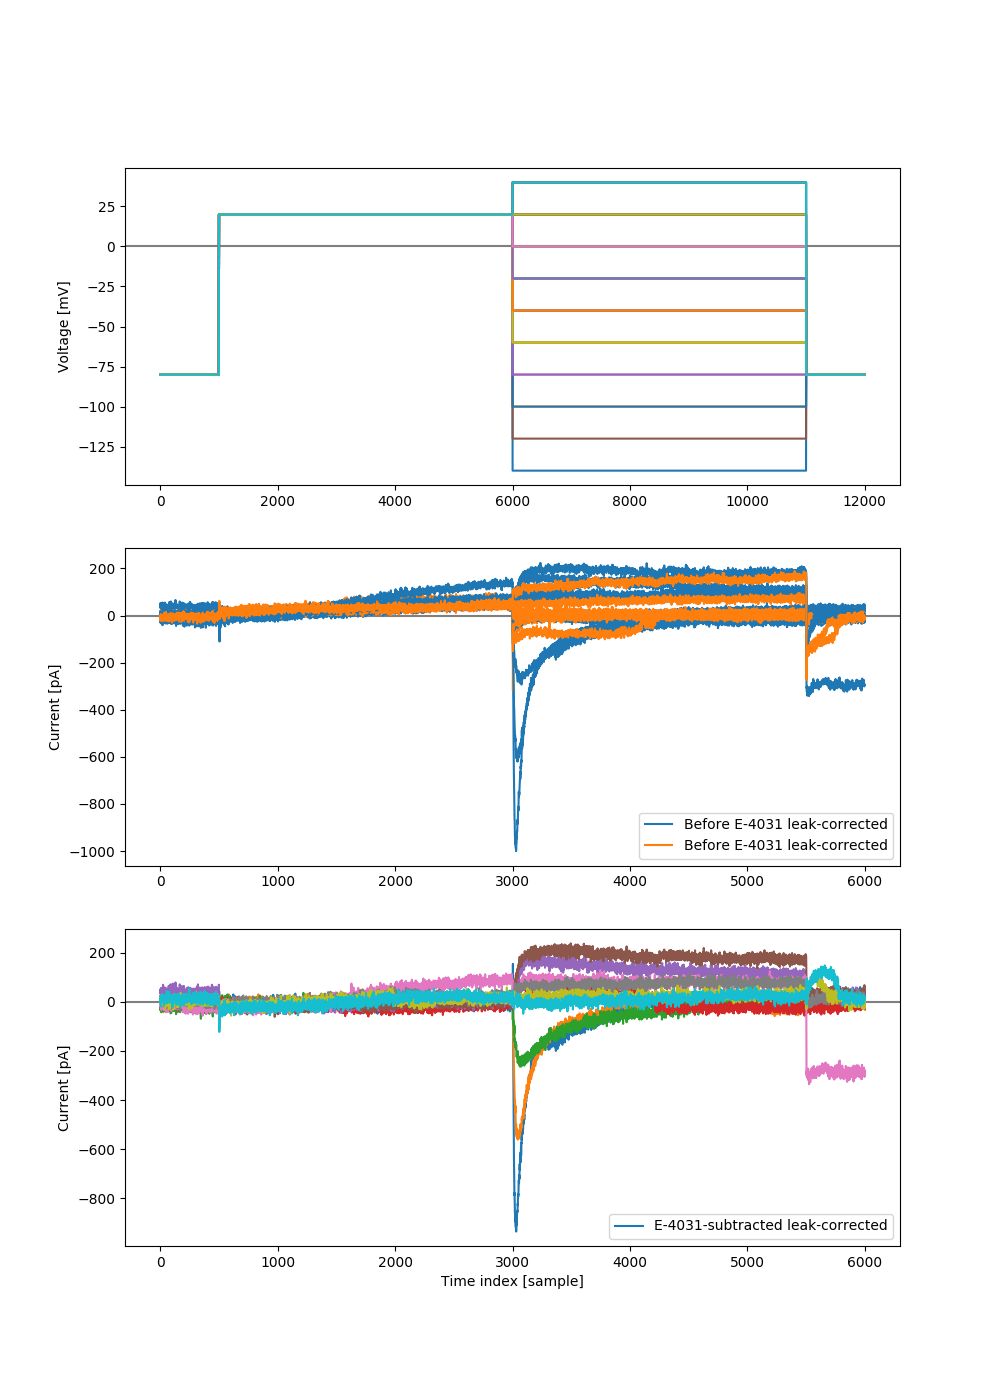 Voltage [mV]
25
0
−25
−50
−75
−100
−125
0 2000 4000 6000 8000 10000 12000
Current [pA]
200
0
−200
−400
−600
−800
−1000
Before E-4031 leak-corrected
Before E-4031 leak-corrected
0 1000 2000 3000 4000 5000 6000
Current [pA]
200
0
−200
−400
−600
−800
E-4031-subtracted leak-corrected
0 1000 2000 3000 4000 5000 6000
Time index [sample]